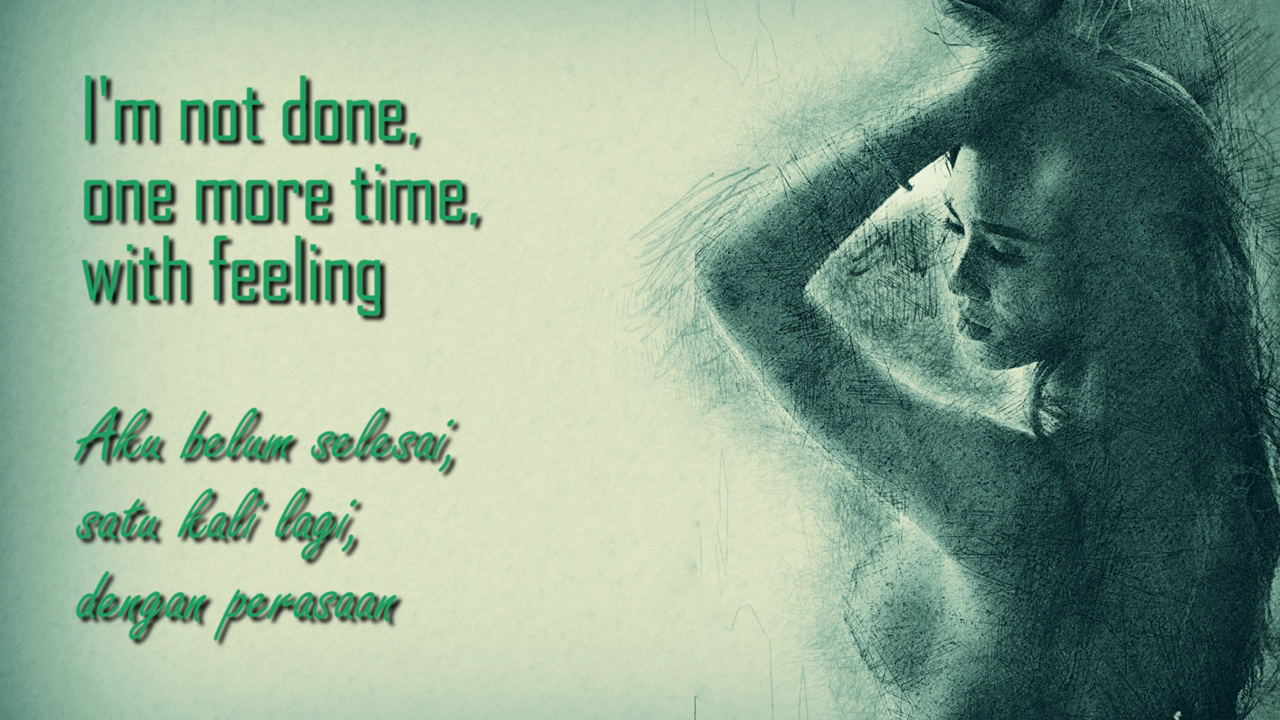 I'm not done,
one more time,
with feeling
Aku belum selesai,
satu kali lagi,
dengan perasaan